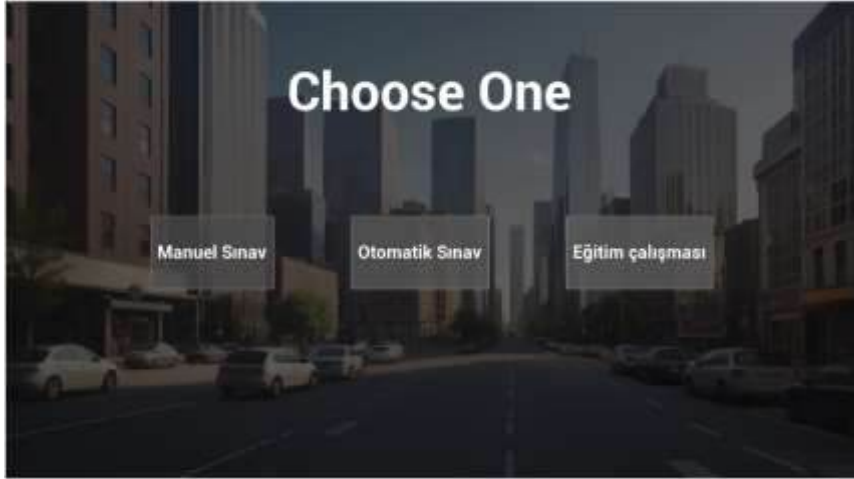 Choose One
Manuel Sınav
Otomatik Sınav
Eğitim çalışması